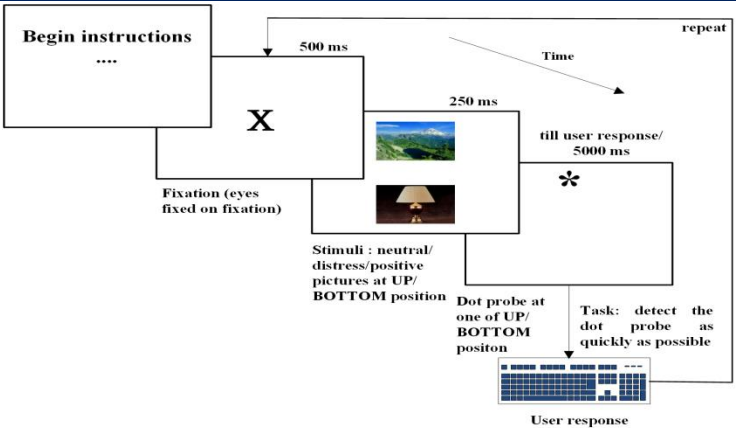 Begin instructions
....
repeat
500 ms
Time
X
250 ms
till user response/
5000 ms
*
Fixation (eyes
fixed on fixation)
Stimuli : neutral/
distress/positive
pictures at UP/
BOTTOM position
Dot probe at
one of UP/
BOTTOM
positon
Task: detect the
dot probe as
quickly as possible
User response